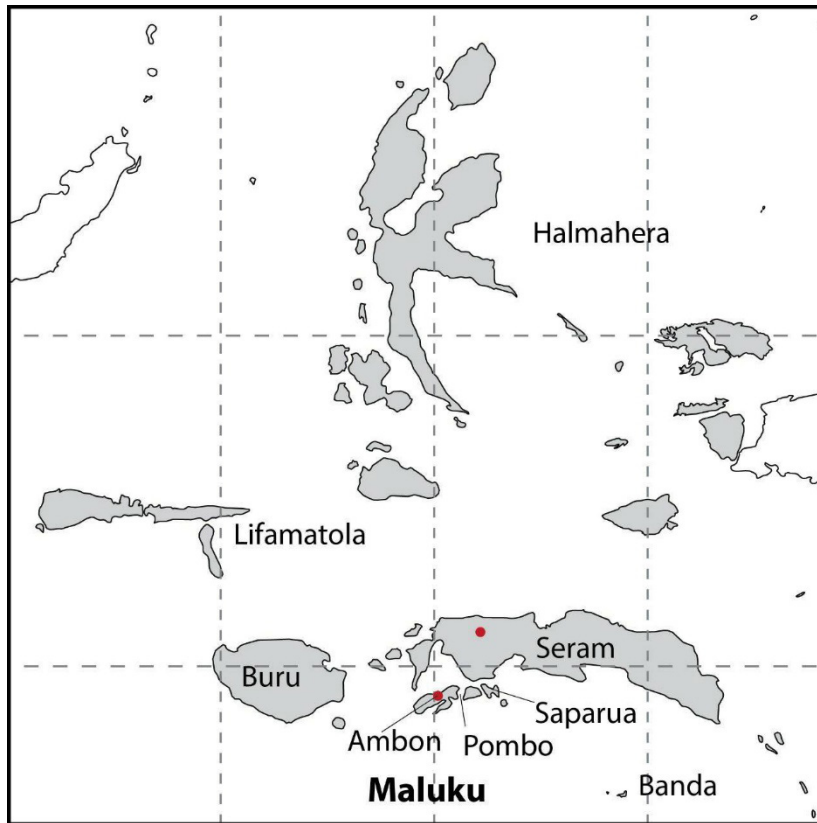 Halmahera
Lifamatola
Seram
Buru
Saparua
Ambon
Pombo
Banda
Maluku